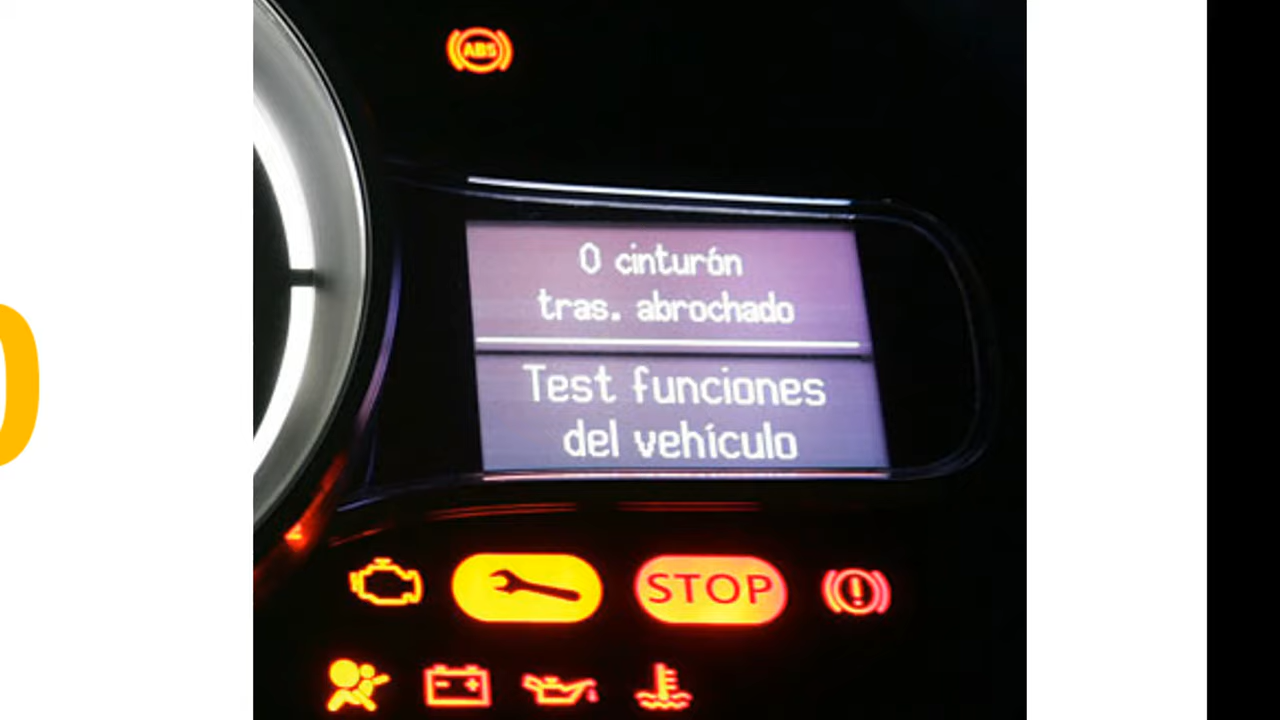 ABS
0 cinturón
tras. abrochado
Test funciones
del vehículo
STOP